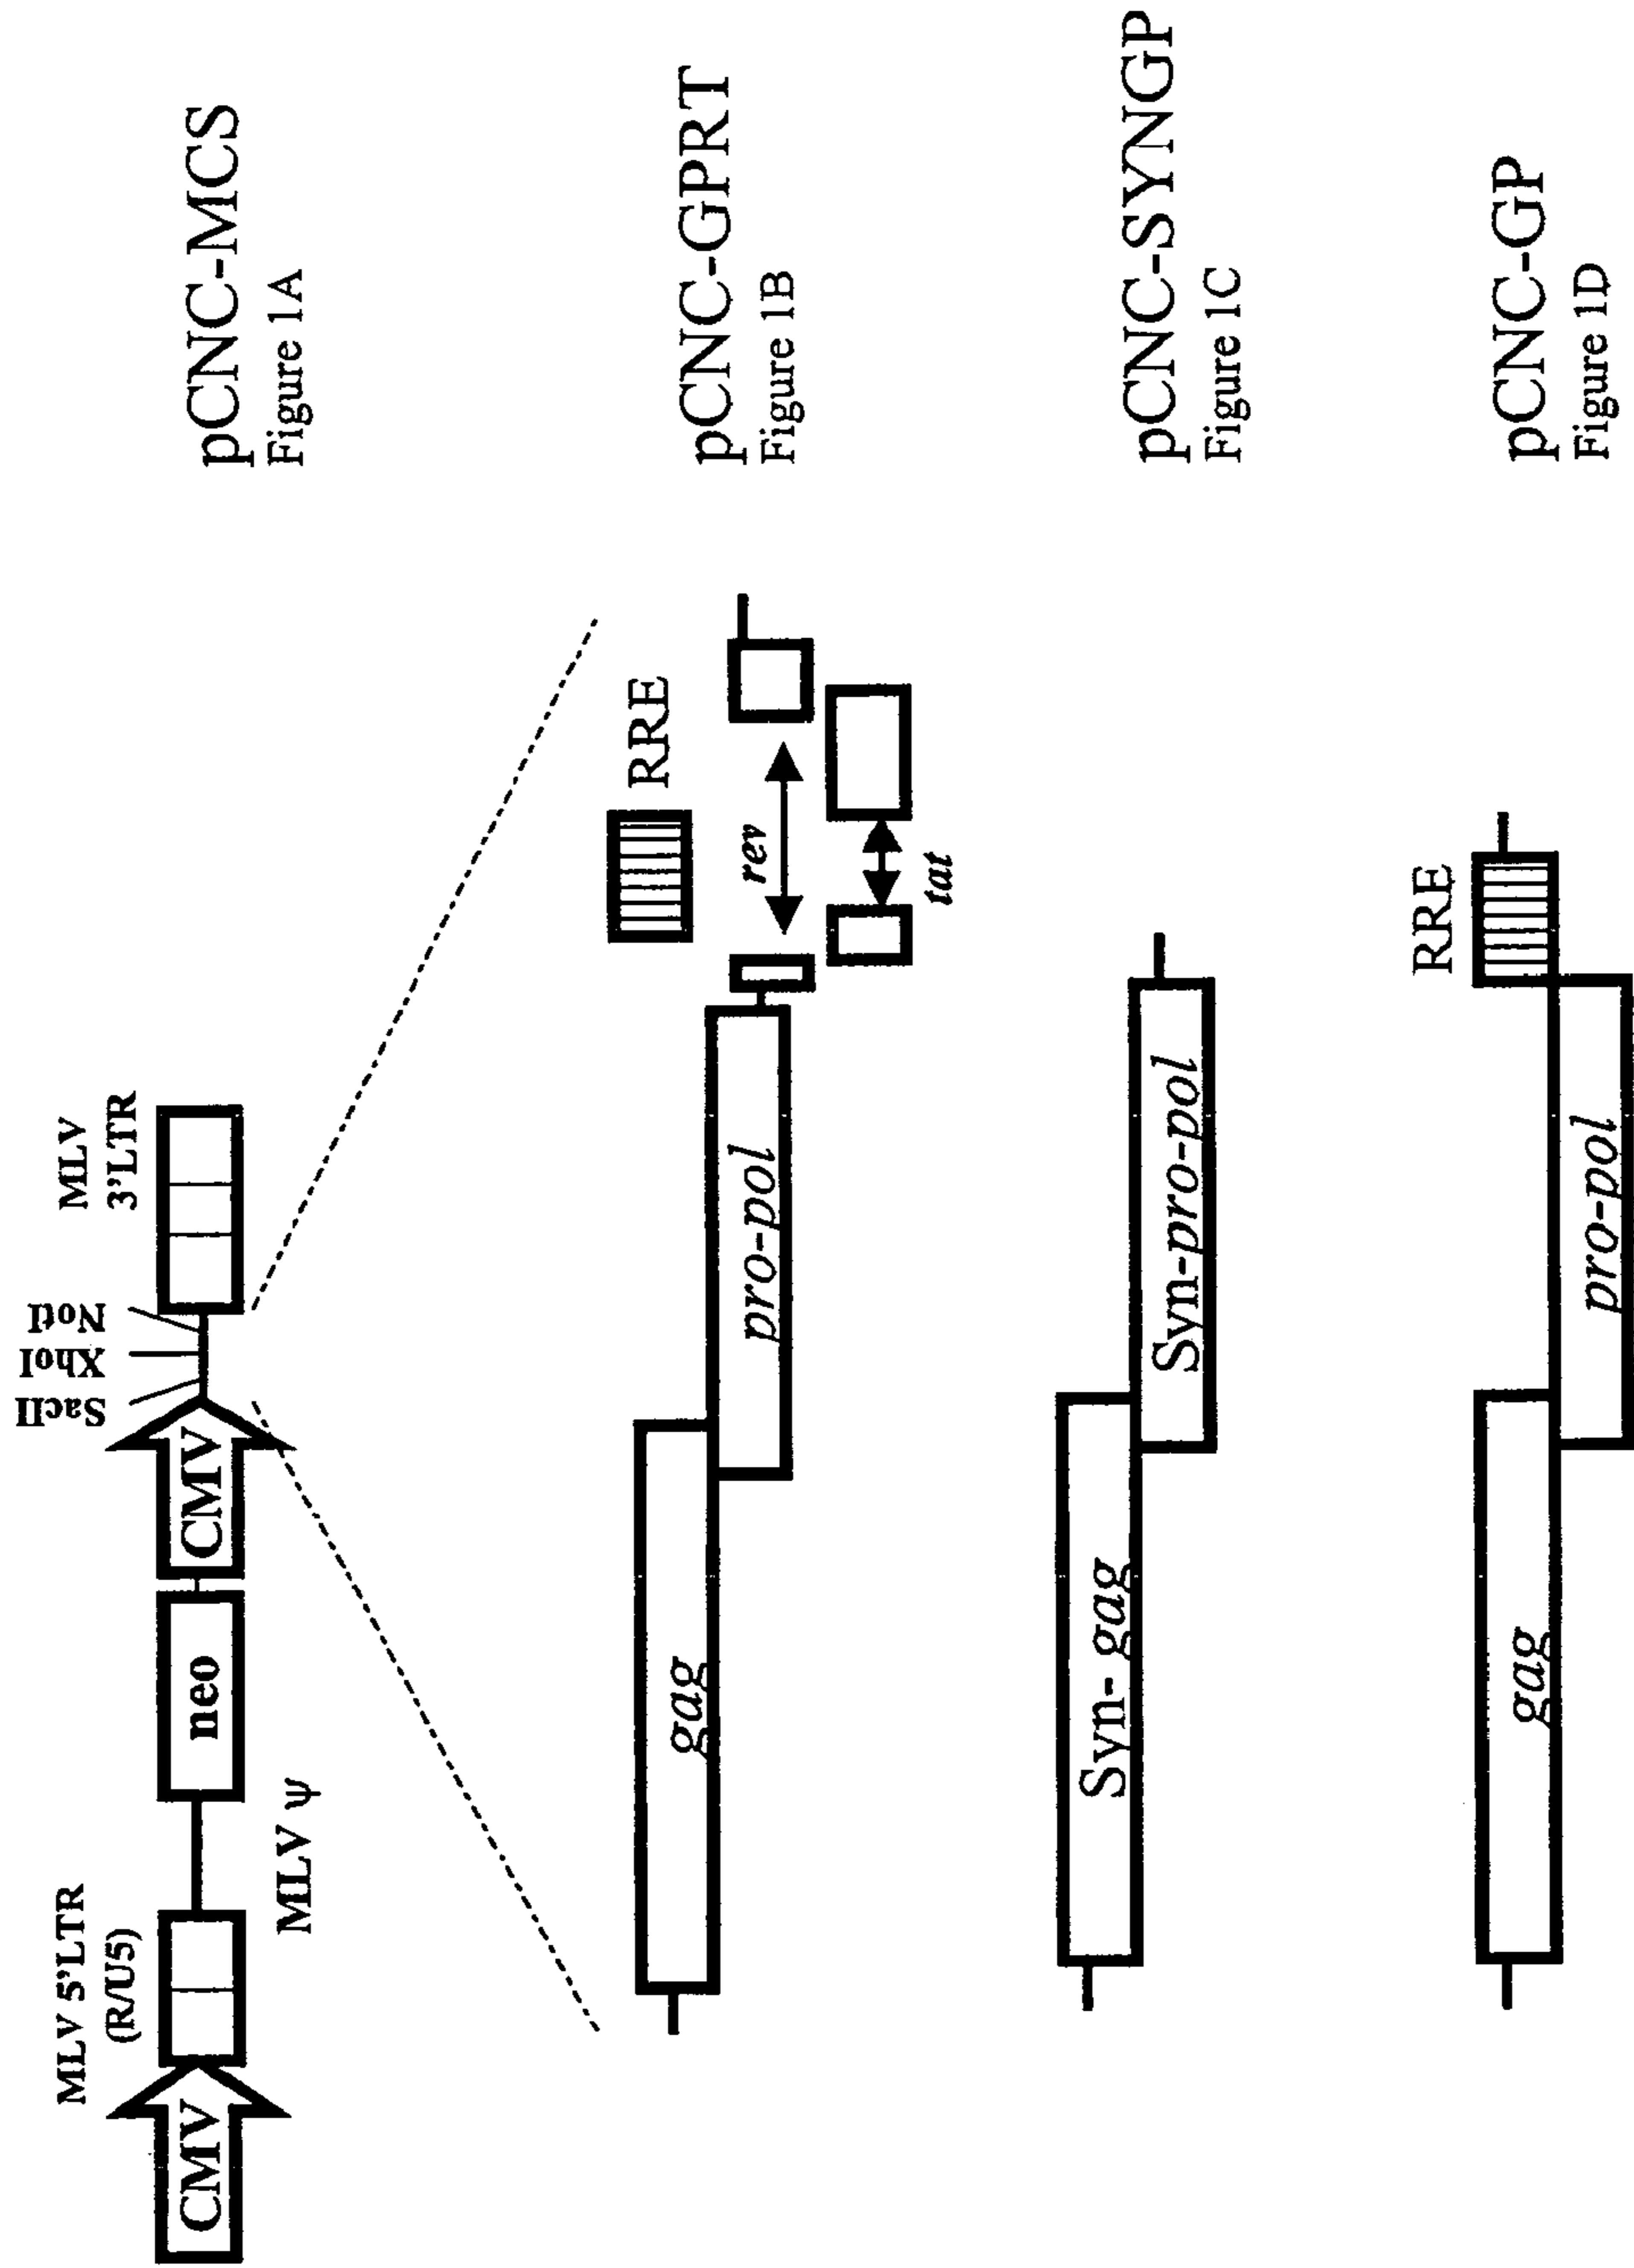 MLV 5'LTR
(R/U5)
MLV
3'LTR
SacII
XhoI
NotI
CMV
neo
CMV
MLV ψ
pCNC-MCS
Figure 1A
RRE
gag
pro-pol
rev
tat
pCNC-GPRT
Figure 1B
Syn-gag
Syn-pro-pol
pCNC-SYNGP
Figure 1C
RRE
gag
pro-pol
pCNC-GP
Figure 1D